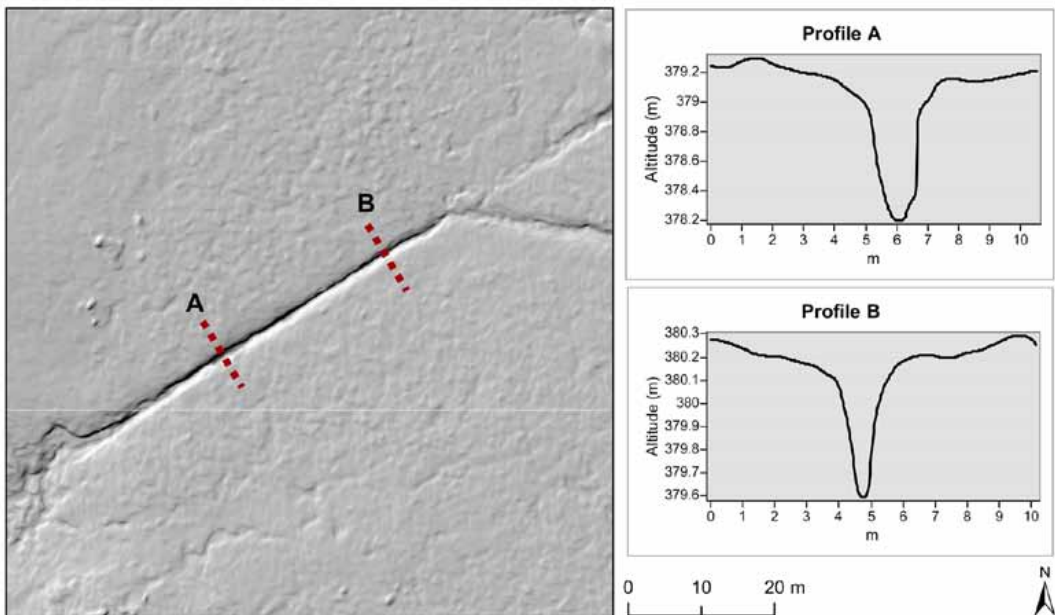 A
B
Profile A
Altitude (m)
379.2
379
378.8
378.6
378.4
378.2
0 1 2 3 4 5 6 7 8 9 10
m
Profile B
Altitude (m)
380.3
380.2
380.1
380
379.9
379.8
379.7
379.6
0 1 2 3 4 5 6 7 8 9 10
m
0 10 20 m
N